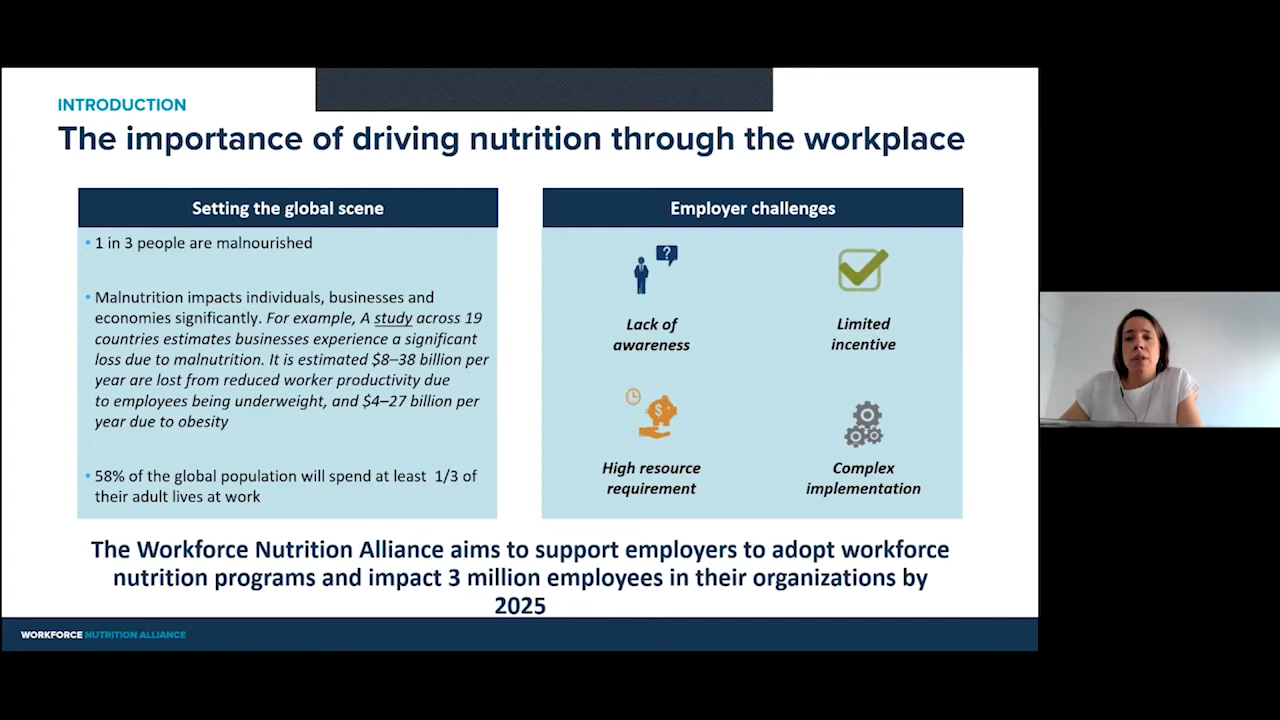 INTRODUCTION
The importance of driving nutrition through the workplace
Setting the global scene
• 1 in 3 people are malnourished
• Malnutrition impacts individuals, businesses and
economies significantly. For example, A study across 19
countries estimates businesses experience a significant
loss due to malnutrition. It is estimated $8–38 billion per
year are lost from reduced worker productivity due
to employees being underweight, and $4–27 billion per
year due to obesity
• 58% of the global population will spend at least 1/3 of
their adult lives at work
Employer challenges
?
Lack of
awareness
Limited
incentive
$
High resource
requirement
Complex
implementation
The Workforce Nutrition Alliance aims to support employers to adopt workforce
nutrition programs and impact 3 million employees in their organizations by
2025
WORKFORCE NUTRITION ALLIANCE